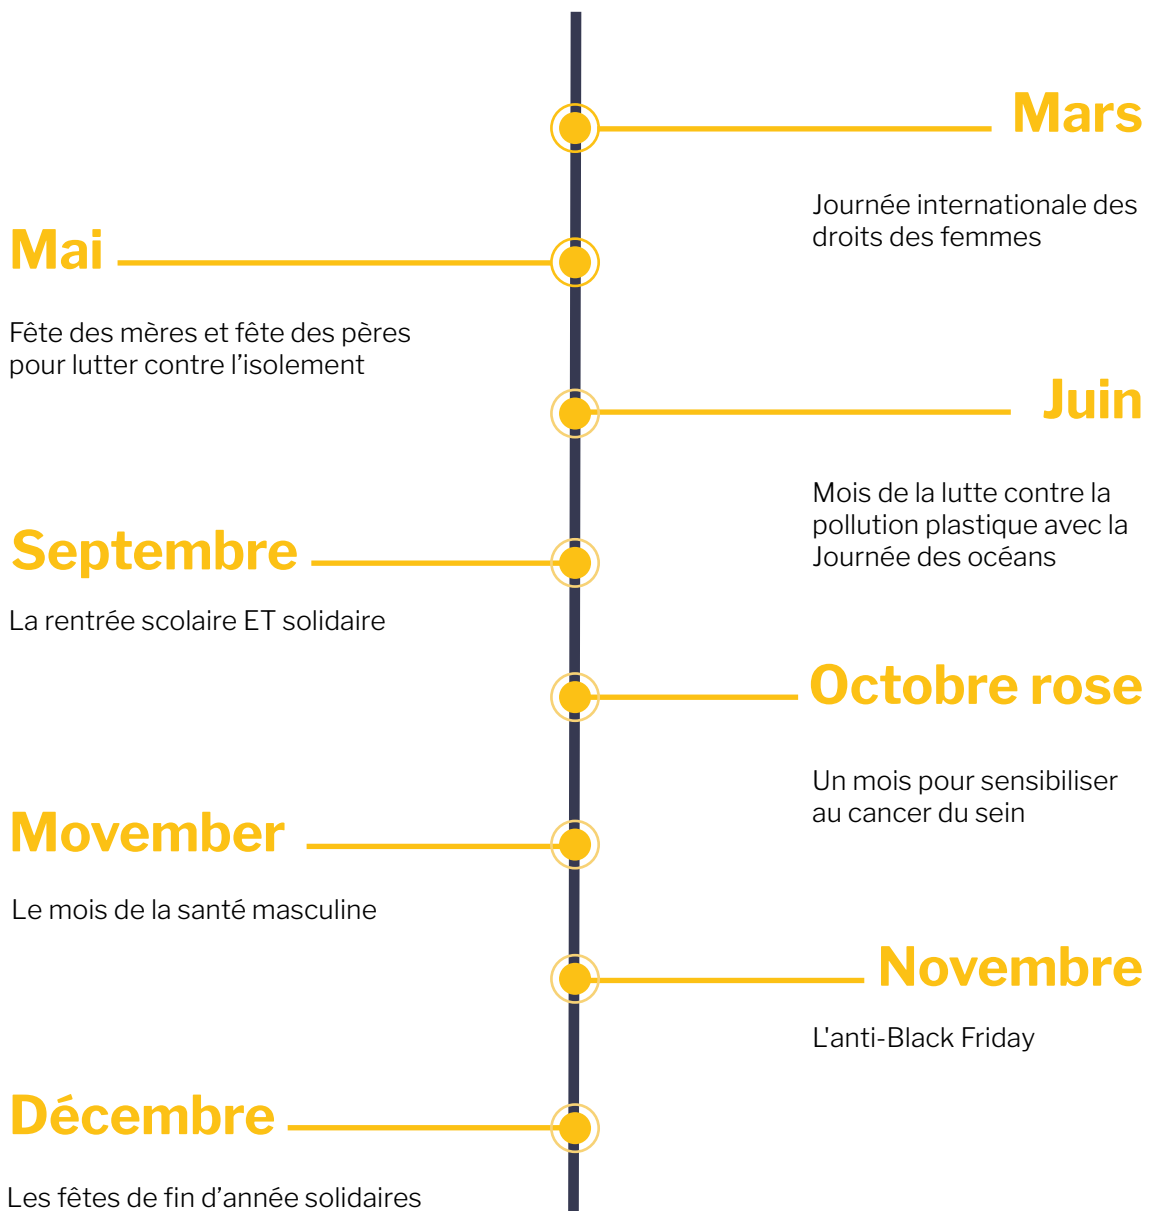 Mars
Journée internationale des
droits des femmes
Mai
Fête des mères et fête des pères
pour lutter contre l’isolement
Juin
Mois de la lutte contre la
pollution plastique avec la
Journée des océans
Septembre
La rentrée scolaire ET solidaire
Octobre rose
Un mois pour sensibiliser
au cancer du sein
Movember
Le mois de la santé masculine
Novembre
L'anti-Black Friday
Décembre
Les fêtes de fin d’année solidaires